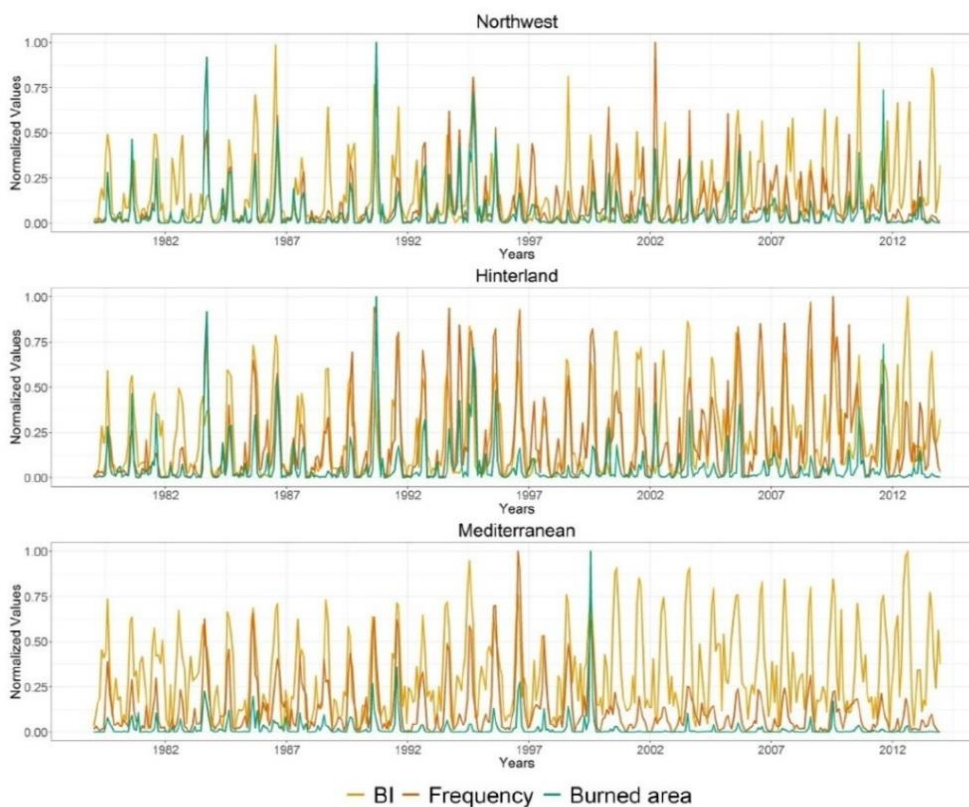 Northwest
Normalized Values
1.00
0.75
0.50
0.25
0.00
1982 1987 1992 1997 2002 2007 2012
Years
Hinterland
Normalized Values
1.00
0.75
0.50
0.25
0.00
1982 1987 1992 1997 2002 2007 2012
Years
Mediterranean
Normalized Values
1.00
0.75
0.50
0.25
0.00
1982 1987 1992 1997 2002 2007 2012
Years
BI Frequency Burned area